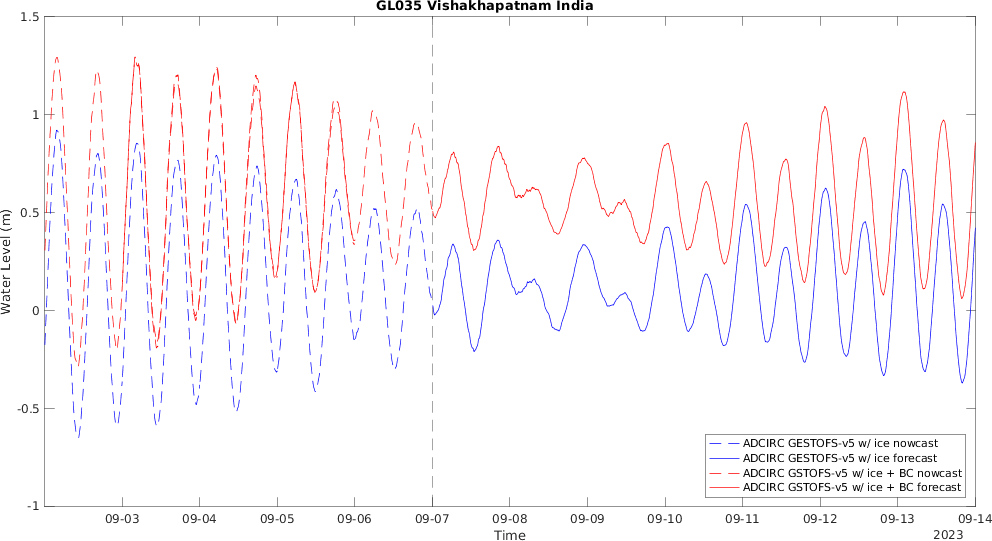 GL035 Vishakhapatnam India
1.5
1
0.5
0
-0.5
-1
Water Level (m)
09-03 09-04 09-05 09-06 09-07 09-08 09-09 09-10 09-11 09-12 09-13 09-14
Time
2023
ADCIRC GESTOFS-v5 w/ ice nowcast
ADCIRC GESTOFS-v5 w/ ice forecast
ADCIRC GSTOFS-v5 w/ ice + BC nowcast
ADCIRC GSTOFS-v5 w/ ice + BC forecast